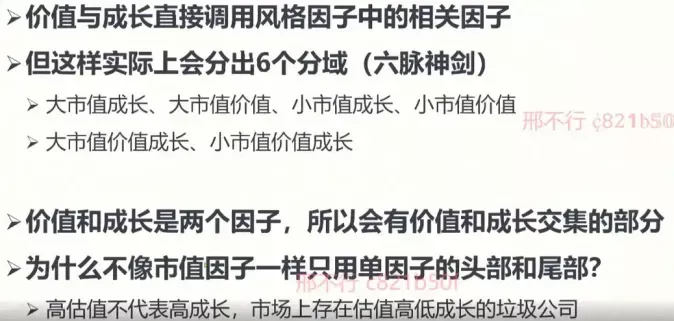 ➢价值与成长直接调用风格因子中的相关因子
➢但这样实际上会分出6个分域（六脉神剑）
➢大市值成长、大市值价值、小市值成长、小市值价值
邢不行
➢大市值价值成长、小市值价值成长
➢价值和成长是两个因子，所以会有价值和成长交集的部分
➢为什么不像市值因子一样只用单因子的头部和尾部？
邢不行
➢高估值不代表高成长，市场上存在估值高低成长的垃圾公司